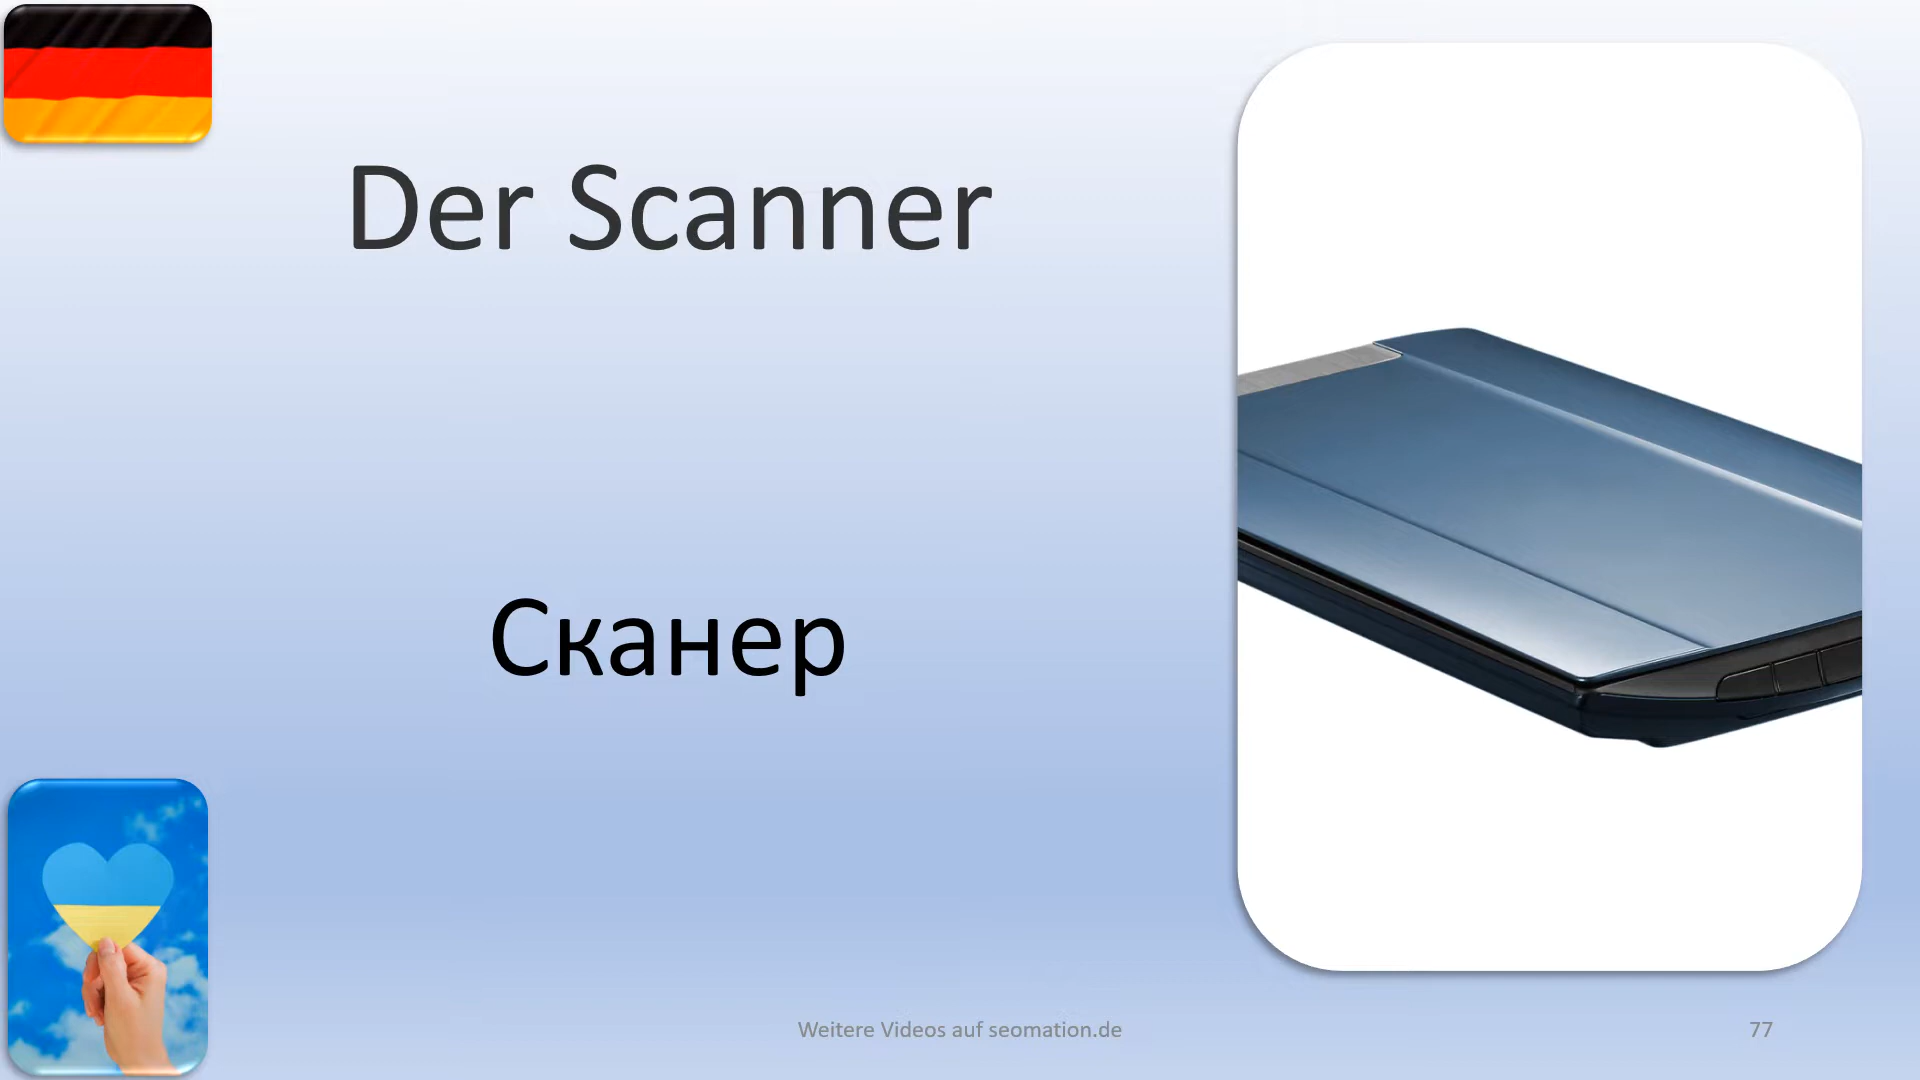 Der Scanner
Сканер
Weitere Videos auf seomation.de
77